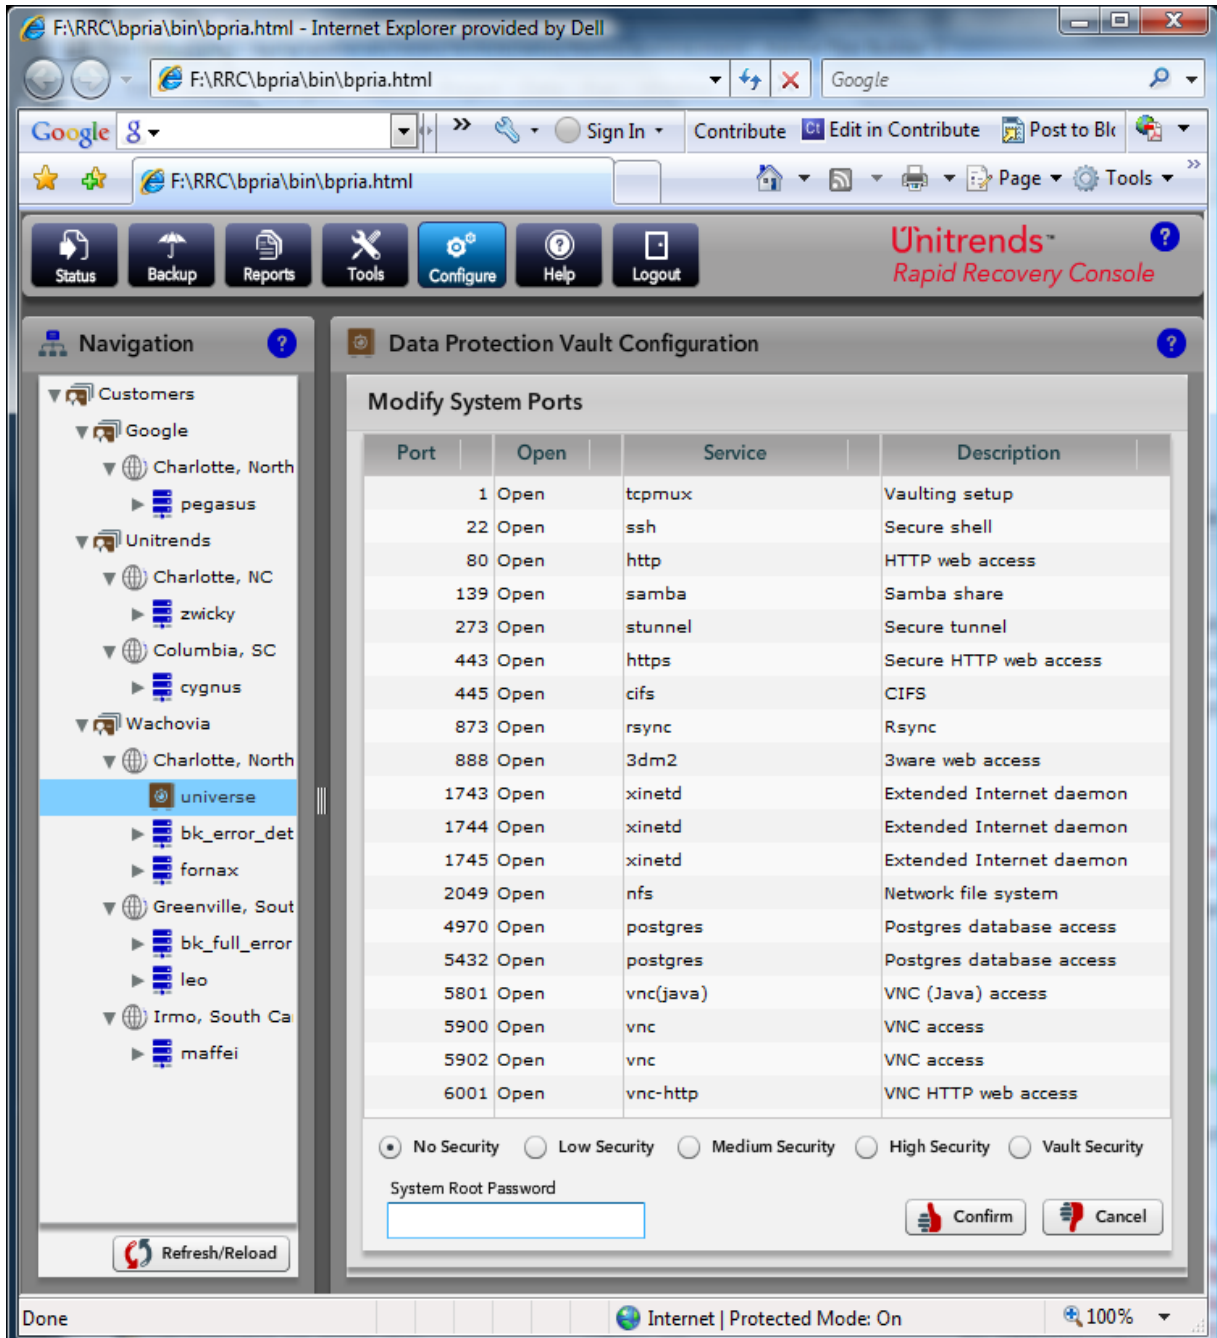 F:\RRC\bpria\bin\bpria.html - Internet Explorer provided by Dell
F:\RRC\bpria\bin\bpria.html
Google
Google g
» Sign In Contribute Ct Edit in Contribute Post to Blo
F:\RRC\bpria\bin\bpria.html
Page Tools »
Status Backup Reports Tools Configure ? Help Logout
Unitrends™ ?
Rapid Recovery Console
Navigation ?
Customers
Google
Charlotte, North
pegasus
Unitrends
Charlotte, NC
zwicky
Columbia, SC
cygnus
Wachovia
Charlotte, North
universe
bk_error_det
fornax
Greenville, Sout
bk_full_error
leo
Irmo, South Ca
maffei
Refresh/Reload
Data Protection Vault Configuration ?
Modify System Ports
Port Open Service Description
1 Open tcpmux Vaulting setup
22 Open ssh Secure shell
80 Open http HTTP web access
139 Open samba Samba share
273 Open stunnel Secure tunnel
443 Open https Secure HTTP web access
445 Open cifs CIFS
873 Open rsync Rsync
888 Open 3dm2 3ware web access
1743 Open xinetd Extended Internet daemon
1744 Open xinetd Extended Internet daemon
1745 Open xinetd Extended Internet daemon
2049 Open nfs Network file system
4970 Open postgres Postgres database access
5432 Open postgres Postgres database access
5801 Open vnc(java) VNC (Java) access
5900 Open vnc VNC access
5902 Open vnc VNC access
6001 Open vnc-http VNC HTTP web access
No Security Low Security Medium Security High Security Vault Security
System Root Password
Confirm Cancel
Done Internet | Protected Mode: On 100%